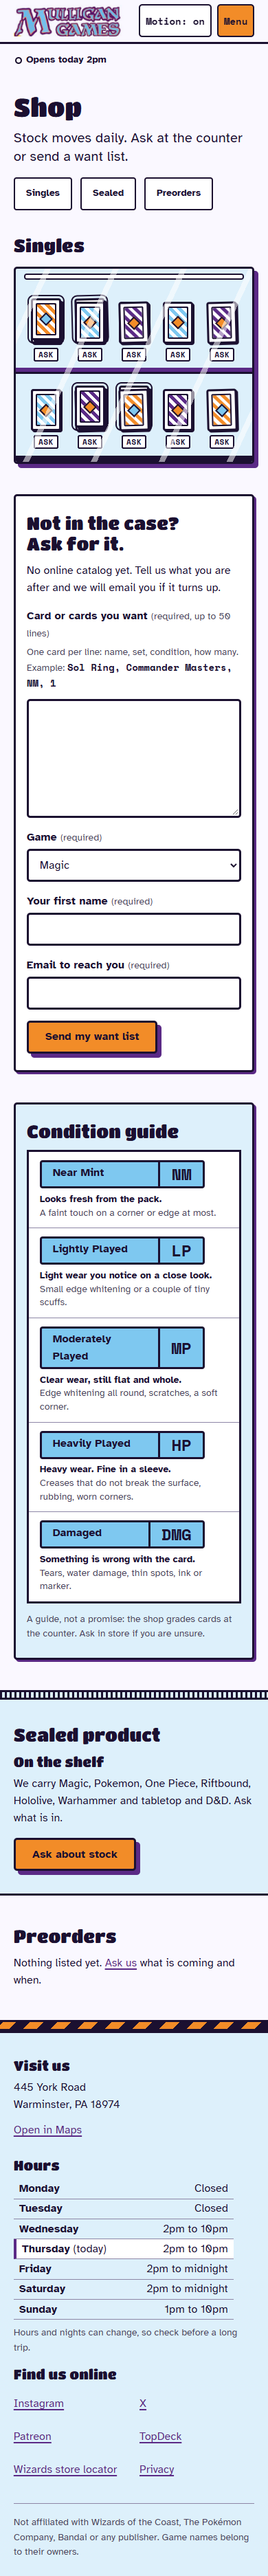 MULLIGAN
GAMES
Motion: on
Menu
Opens today 2pm
Shop
Stock moves daily. Ask at the counter
or send a want list.
Singles
Sealed
Preorders
Singles
ASK ASK ASK ASK ASK
ASK ASK ASK ASK ASK
Not in the case?
Ask for it.
No online catalog yet. Tell us what you are
after and we will email you if it turns up.
Card or cards you want (required, up to 50
lines)
One card per line: name, set, condition, how many.
Example: Sol Ring, Commander Masters,
NM, 1
Game (required)
Magic
Your first name (required)
Email to reach you (required)
Send my want list
Condition guide
Near Mint NM
Looks fresh from the pack.
A faint touch on a corner or edge at most.
Lightly Played LP
Light wear you notice on a close look.
Small edge whitening or a couple of tiny
scuffs.
Moderately
Played
MP
Clear wear, still flat and whole.
Edge whitening all round, scratches, a soft
corner.
Heavily Played HP
Heavy wear. Fine in a sleeve.
Creases that do not break the surface,
rubbing, worn corners.
Damaged DMG
Something is wrong with the card.
Tears, water damage, thin spots, ink or
marker.
A guide, not a promise: the shop grades cards at
the counter. Ask in store if you are unsure.
Sealed product
On the shelf
We carry Magic, Pokemon, One Piece, Riftbound,
Hololive, Warhammer and tabletop and D&D. Ask
what is in.
Ask about stock
Preorders
Nothing listed yet. Ask us what is coming and
when.
Visit us
445 York Road
Warminster, PA 18974
Open in Maps
Hours
Monday Closed
Tuesday Closed
Wednesday 2pm to 10pm
Thursday (today) 2pm to 10pm
Friday 2pm to midnight
Saturday 2pm to midnight
Sunday 1pm to 10pm
Hours and nights can change, so check before a long
trip.
Find us online
Instagram X
Patreon TopDeck
Wizards store locator Privacy
Not affiliated with Wizards of the Coast, The Pokémon
Company, Bandai or any publisher. Game names belong
to their owners.